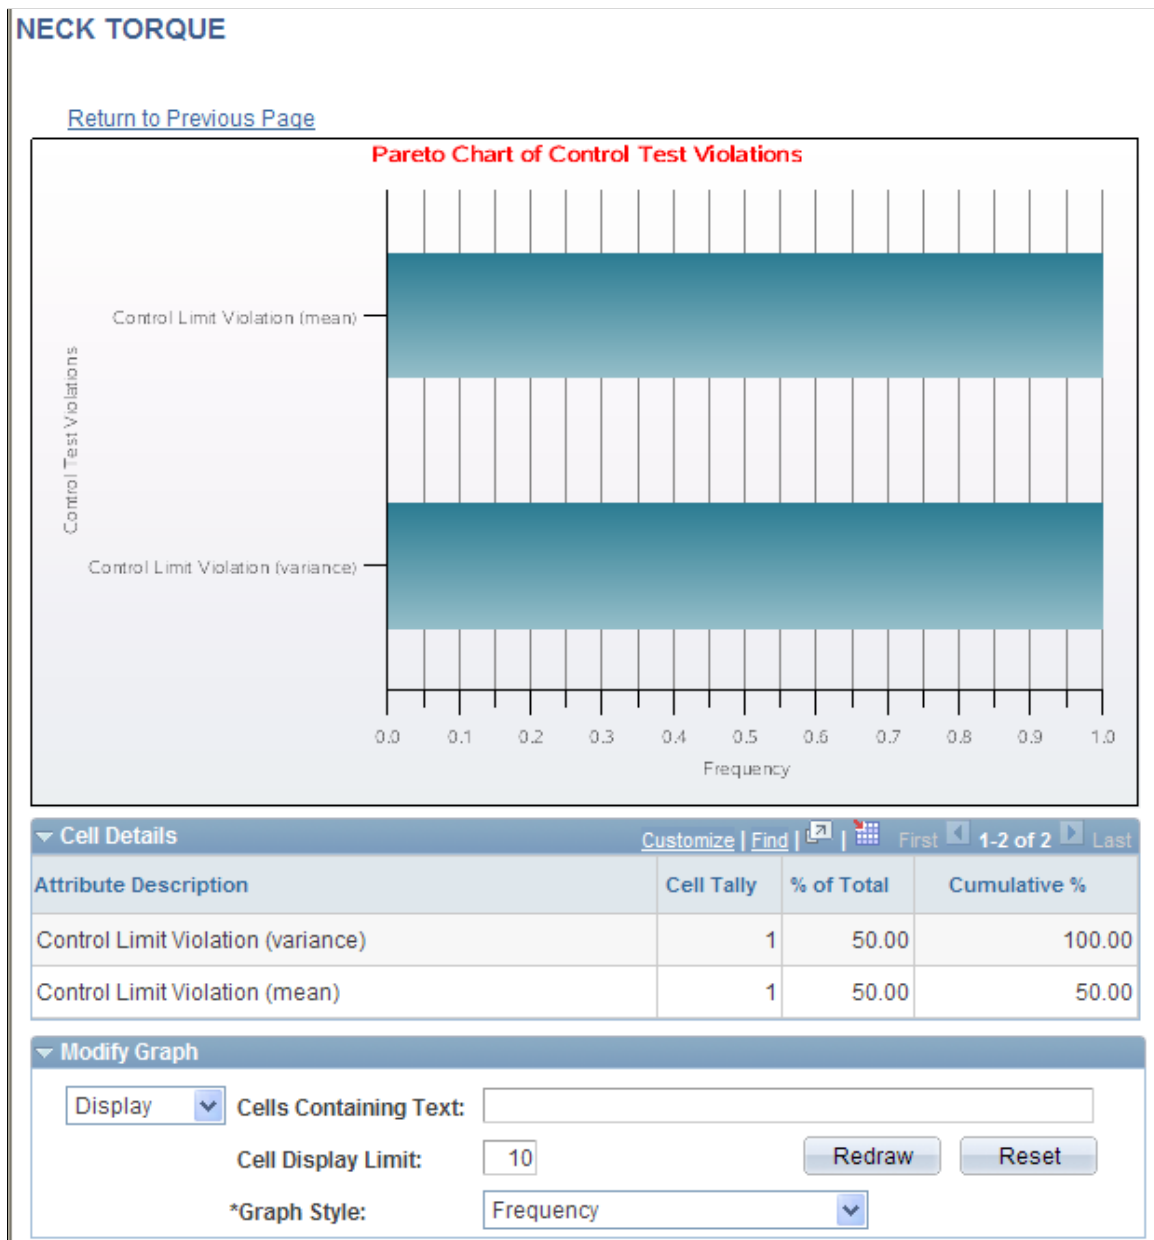 NECK TORQUE
Return to Previous Page
Pareto Chart of Control Test Violations
Control Test Violations
Control Limit Violation (mean)
Control Limit Violation (variance)
0.0 0.1 0.2 0.3 0.4 0.5 0.6 0.7 0.8 0.9 1.0
Frequency
Cell Details Customize | Find | | First 1-2 of 2 Last
Attribute Description Cell Tally % of Total Cumulative %
Control Limit Violation (variance) 1 50.00 100.00
Control Limit Violation (mean) 1 50.00 50.00
Modify Graph
Display Cells Containing Text:
Cell Display Limit: 10 Redraw Reset
*Graph Style: Frequency